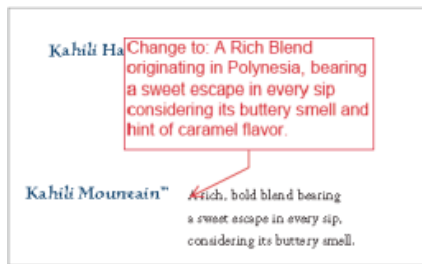 Kahili Ha
Change to: A Rich Blend
originating in Polynesia, bearing
a sweet escape in every sip
considering its buttery smell and
hint of caramel flavor.
Kahili Mountain™
A rich, bold blend bearing
a sweet escape in every sip,
considering its buttery smell.